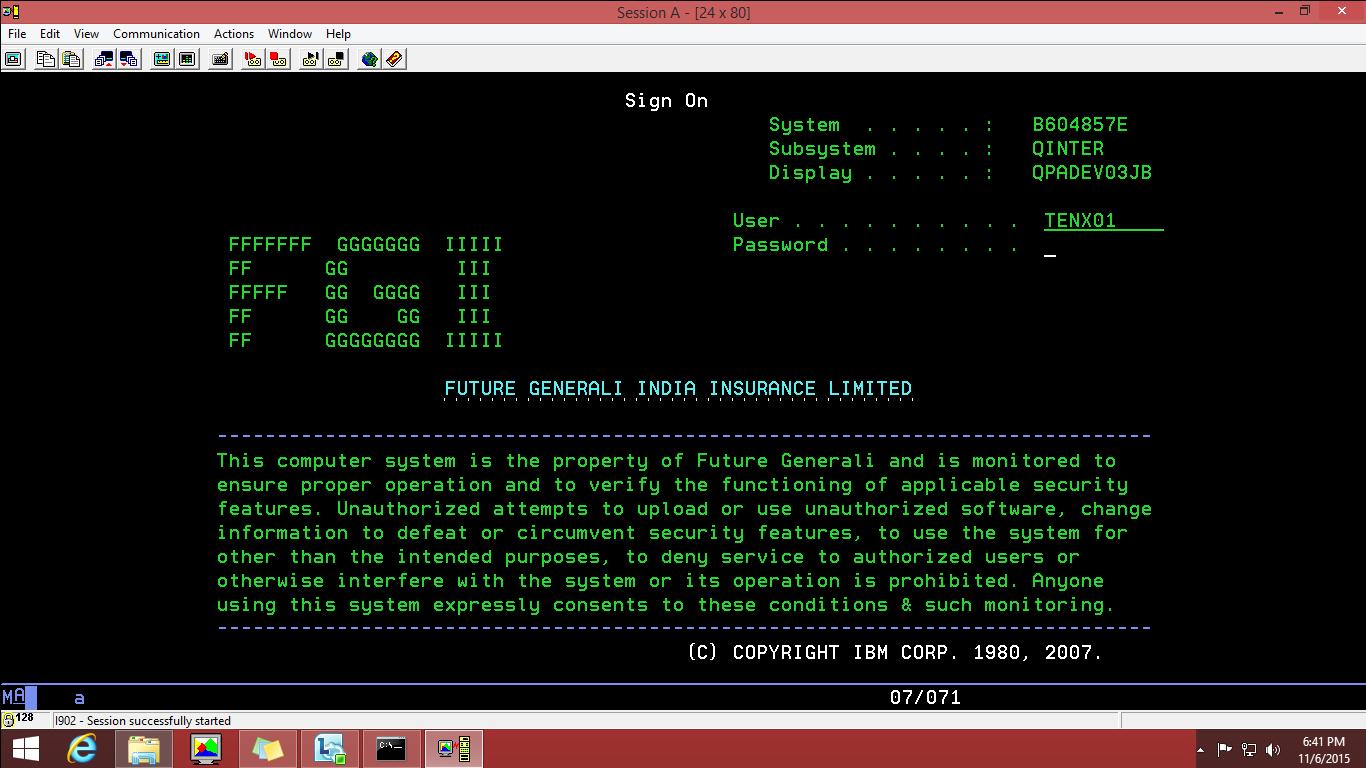 Session A - [24 x 80]
File Edit View Communication Actions Window Help
Sign On
System . . . . . : B604857E
Subsystem . . . . : QINTER
Display . . . . . : QPADEV03JB
User . . . . . . . . . . TENX01
Password . . . . . . . . _
FFFFFFF GGGGGGG IIIII
FF GG III
FFFFF GG GGGG III
FF GG GG III
FF GGGGGGGG IIIII
FUTURE GENERALI INDIA INSURANCE LIMITED
------------------------------------------------------------------------------
This computer system is the property of Future Generali and is monitored to
ensure proper operation and to verify the functioning of applicable security
features. Unauthorized attempts to upload or use unauthorized software, change
information to defeat or circumvent security features, to use the system for
other than the intended purposes, to deny service to authorized users or
otherwise interfere with the system or its operation is prohibited. Anyone
using this system expressly consents to these conditions & such monitoring.
------------------------------------------------------------------------------
(C) COPYRIGHT IBM CORP. 1980, 2007.
MA a 07/071
128 I902 - Session successfully started
C:\
6:41 PM
11/6/2015